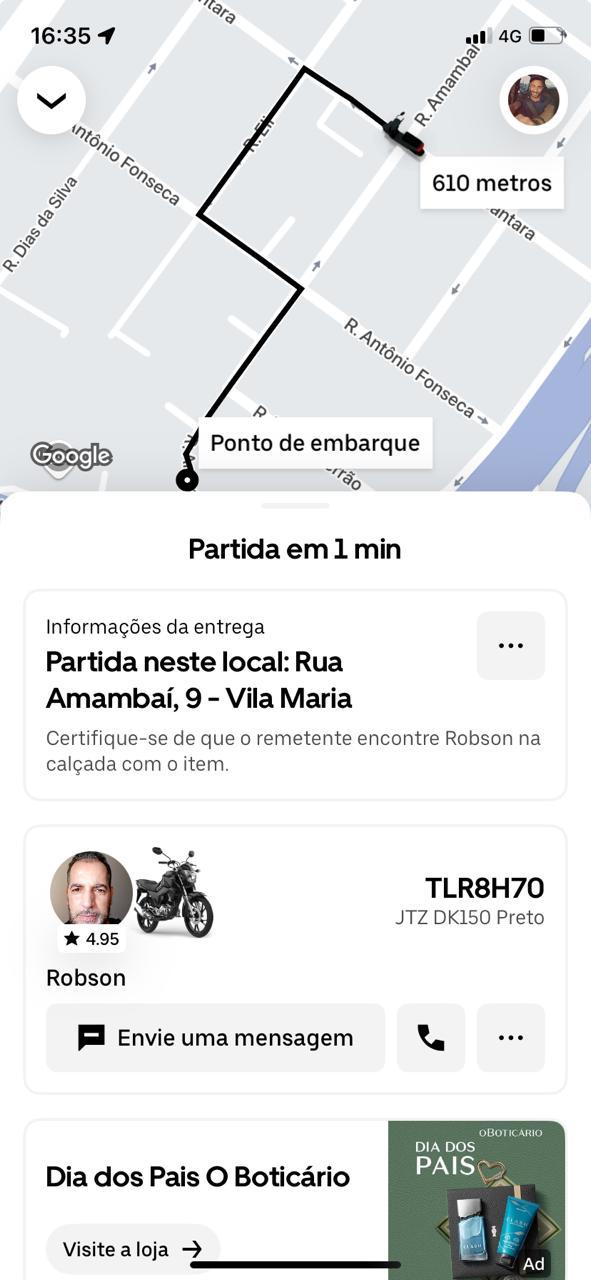 16:35
4G
ntara
R. Amambaí
R. Eli
ntônio Fonseca
610 metros
antara
R. Dias da Silva
R. Antônio Fonseca
R.
Ponto de embarque
Google
rrão
Partida em 1 min
Informações da entrega
Partida neste local: Rua
Amambaí, 9 - Vila Maria
Certifique-se de que o remetente encontre Robson na
calçada com o item.
TLR8H70
JTZ DK150 Preto
4.95
Robson
Envie uma mensagem
oBOTICÁRIO
DIA DOS
PAIS
Dia dos Pais O Boticário
Visite a loja
Ad